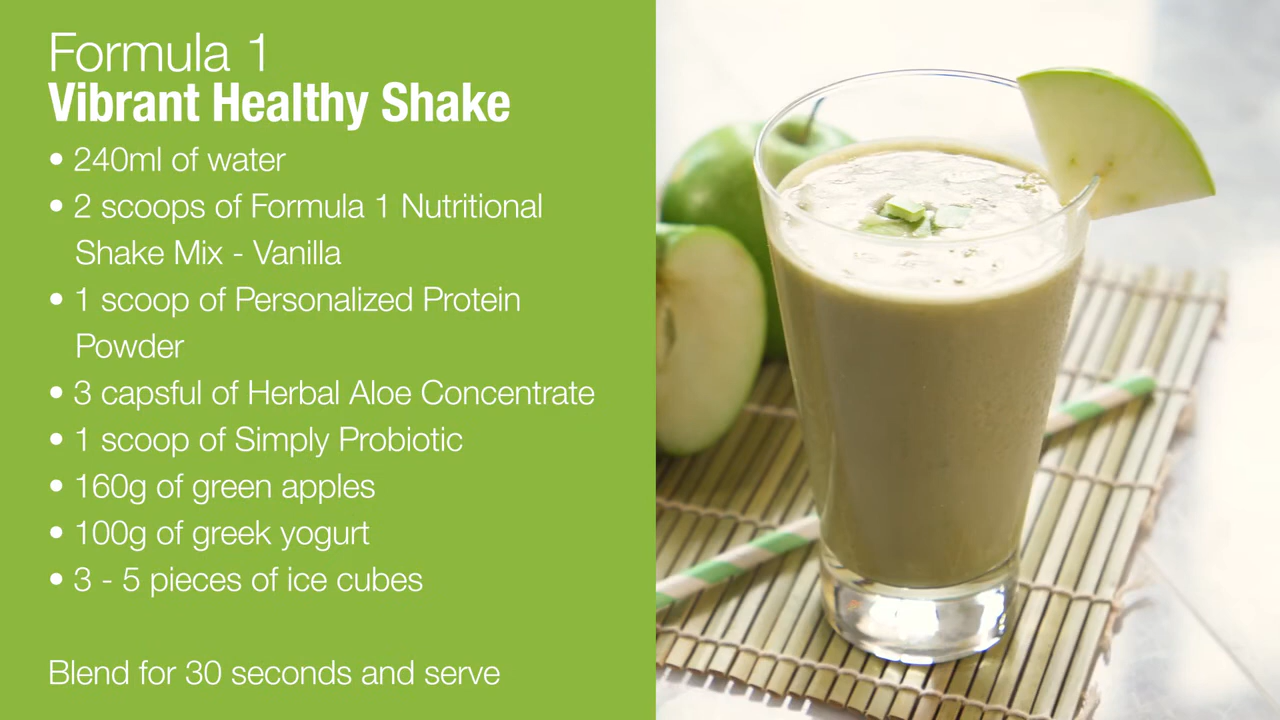 Formula 1
Vibrant Healthy Shake
• 240ml of water
• 2 scoops of Formula 1 Nutritional
Shake Mix - Vanilla
• 1 scoop of Personalized Protein
Powder
• 3 capsful of Herbal Aloe Concentrate
• 1 scoop of Simply Probiotic
• 160g of green apples
• 100g of greek yogurt
• 3 - 5 pieces of ice cubes
Blend for 30 seconds and serve